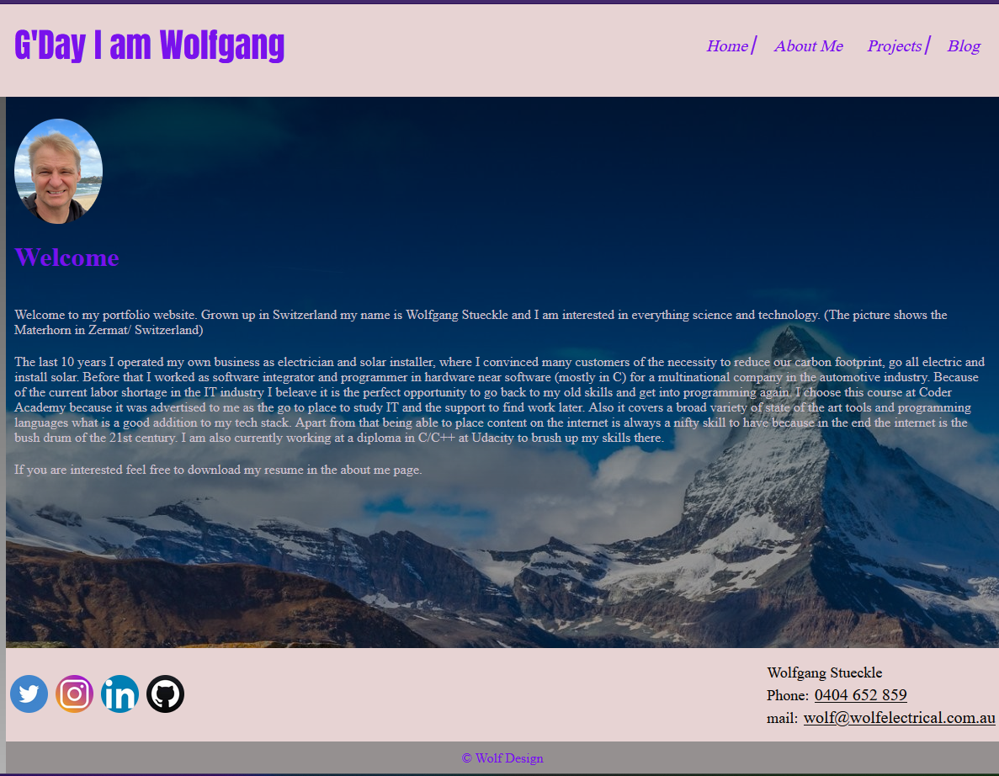 G'Day I am Wolfgang
Home | About Me Projects | Blog
Welcome
Welcome to my portfolio website. Grown up in Switzerland my name is Wolfgang Stueckle and I am interested in everything science and technology. (The picture shows the
Materhorn in Zermat/ Switzerland)
The last 10 years I operated my own business as electrician and solar installer, where I convinced many customers of the necessity to reduce our carbon footprint, go all electric and
install solar. Before that I worked as software integrator and programmer in hardware near software (mostly in C) for a multinational company in the automotive industry. Because
of the current labor shortage in the IT industry I beleave it is the perfect opportunity to go back to my old skills and get into programming again. I choose this course at Coder
Academy because it was advertised to me as the go to place to study IT and the support to find work later. Also it covers a broad variety of state of the art tools and programming
languages what is a good addition to my tech stack. Apart from that being able to place content on the internet is always a nifty skill to have because in the end the internet is the
bush drum of the 21st century. I am also currently working at a diploma in C/C++ at Udacity to brush up my skills there.
If you are interested feel free to download my resume in the about me page.
in
Wolfgang Stueckle
Phone: 0404 652 859
mail: wolf@wolfelectrical.com.au
© Wolf Design